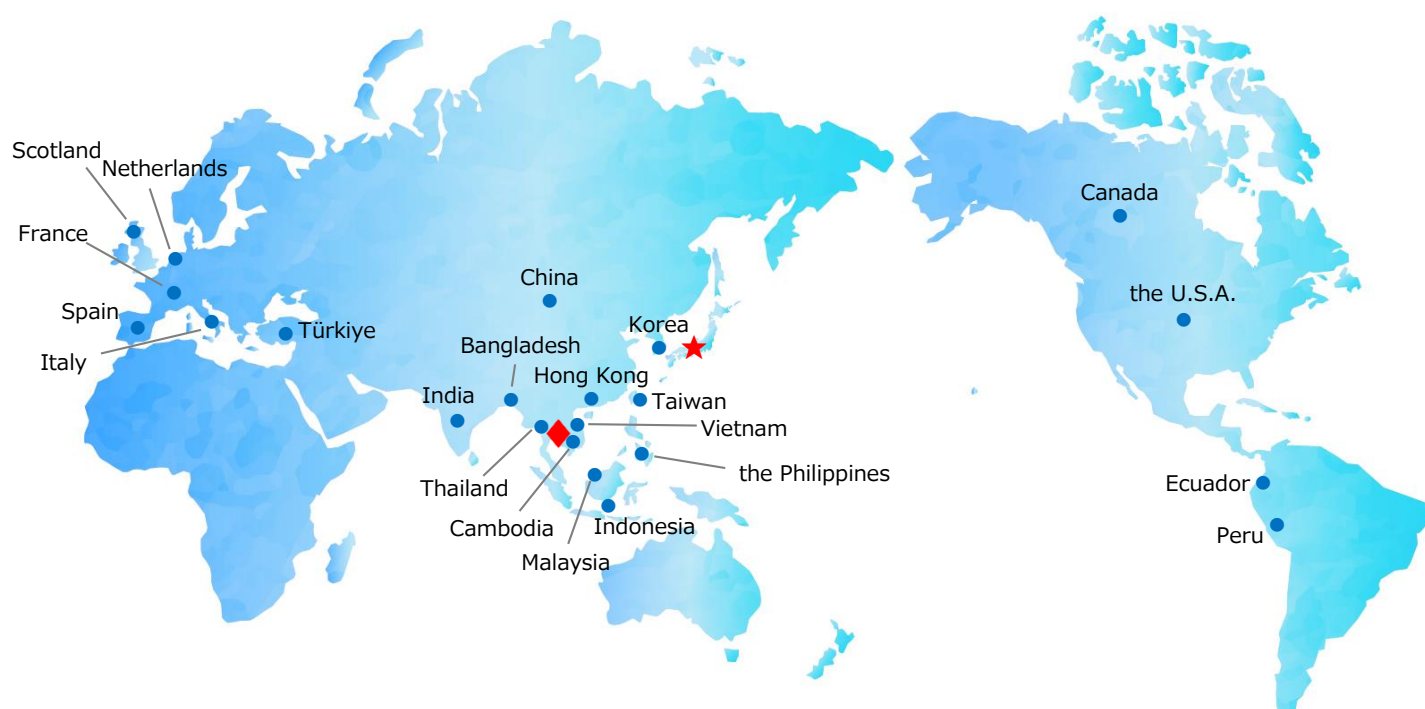 Scotland
Netherlands
France
Spain
Italy
Türkiye
China
Korea
Bangladesh
Hong Kong
India
Taiwan
Vietnam
the Philippines
Thailand
Cambodia
Indonesia
Malaysia
Canada
the U.S.A.
Ecuador
Peru